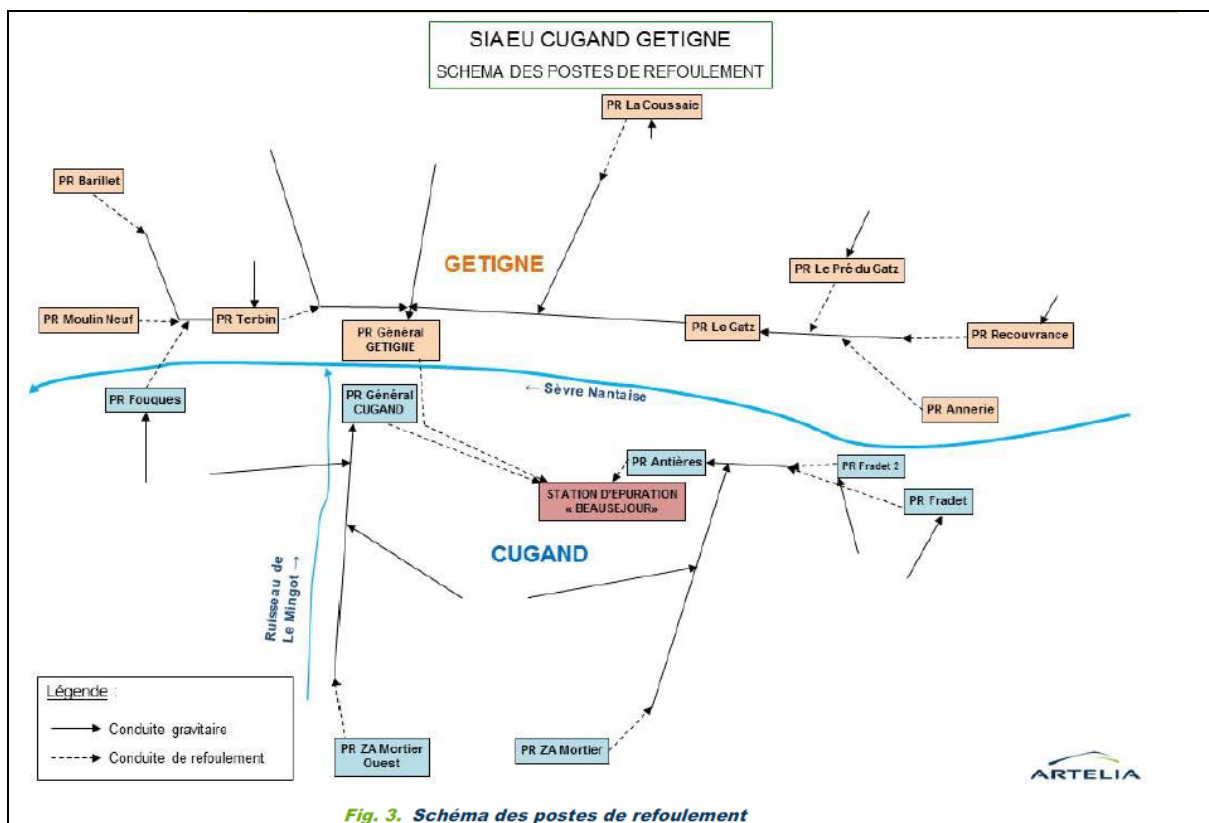 SIAEU CUGAND GETIGNE
SCHEMA DES POSTES DE REFOULEMENT
PR La Coussaie
PR Barillet
GETIGNE
PR Le Pré du Gatz
PR Moulin Neuf
PR Terbin
PR Général
GETIGNE
PR Le Gatz
PR Recouvrance
← Sèvre Nantaise
PR Fouques
PR Général
CUGAND
PR Annerie
PR Antières
PR Fradet 2
PR Fradet
STATION D'EPURATION
« BEAUSEJOUR»
CUGAND
Ruisseau de
Le Mingot →
Légende :
Conduite gravitaire
Conduite de refoulement
PR ZA Mortier
Ouest
PR ZA Mortier
ARTELIA
Fig. 3. Schéma des postes de refoulement